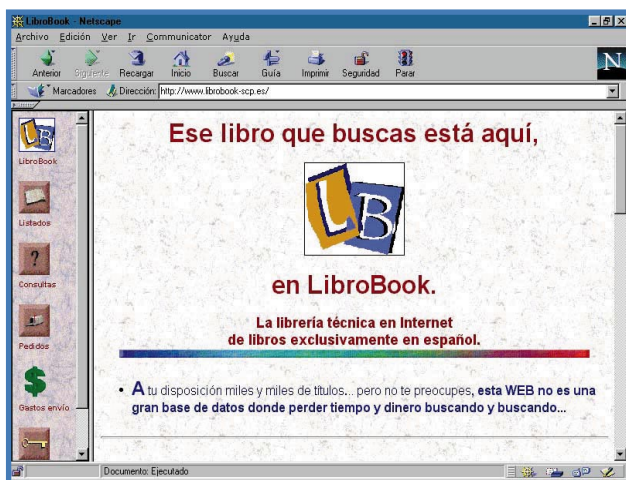 LibroBook - Netscape
Archivo Edición Ver Ir Communicator Ayuda
Anterior Siguiente Recargar Inicio Buscar Guía Imprimir Seguridad Parar
N
Marcadores Dirección: http://www.librobook-scp.es/
LB
LibroBook
Listados
?
Consultas
Pedidos
$
Gastos envío
Ese libro que buscas está aquí,
LB
en LibroBook.
La librería técnica en Internet
de libros exclusivamente en español.
• A tu disposición miles y miles de títulos... pero no te preocupes, esta WEB no es una
gran base de datos donde perder tiempo y dinero buscando y buscando...
Documento: Ejecutado